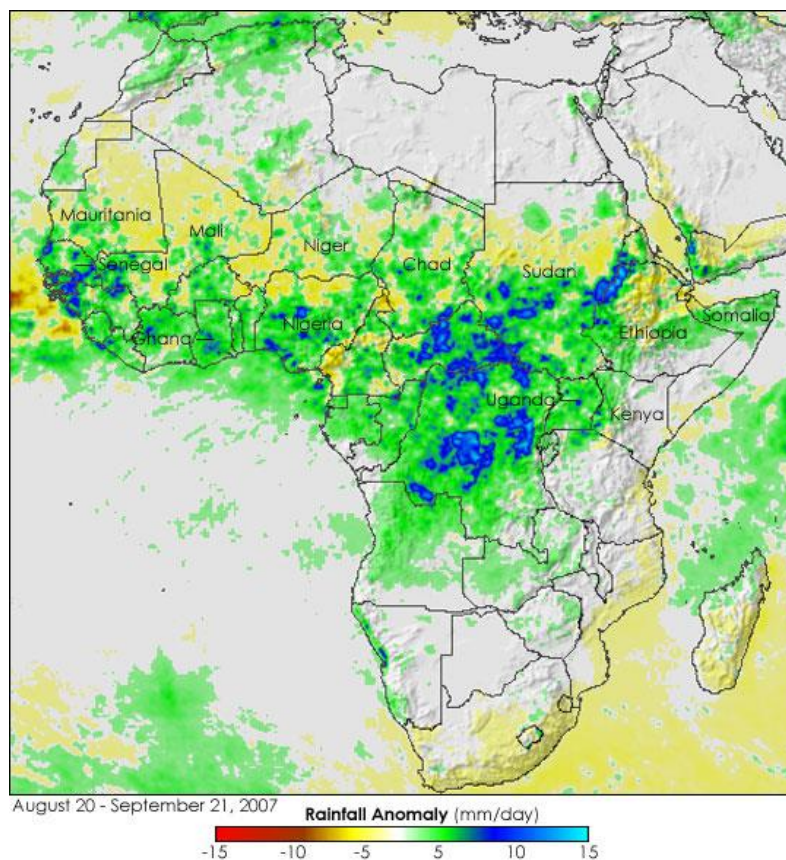 Mauritania
Mali
Niger
Senegal
Chad
Sudan
Ghana
Nigeria
Ethiopia
Somalia
Uganda
Kenya
August 20 - September 21, 2007
Rainfall Anomaly (mm/day)
-15 -10 -5 5 10 15